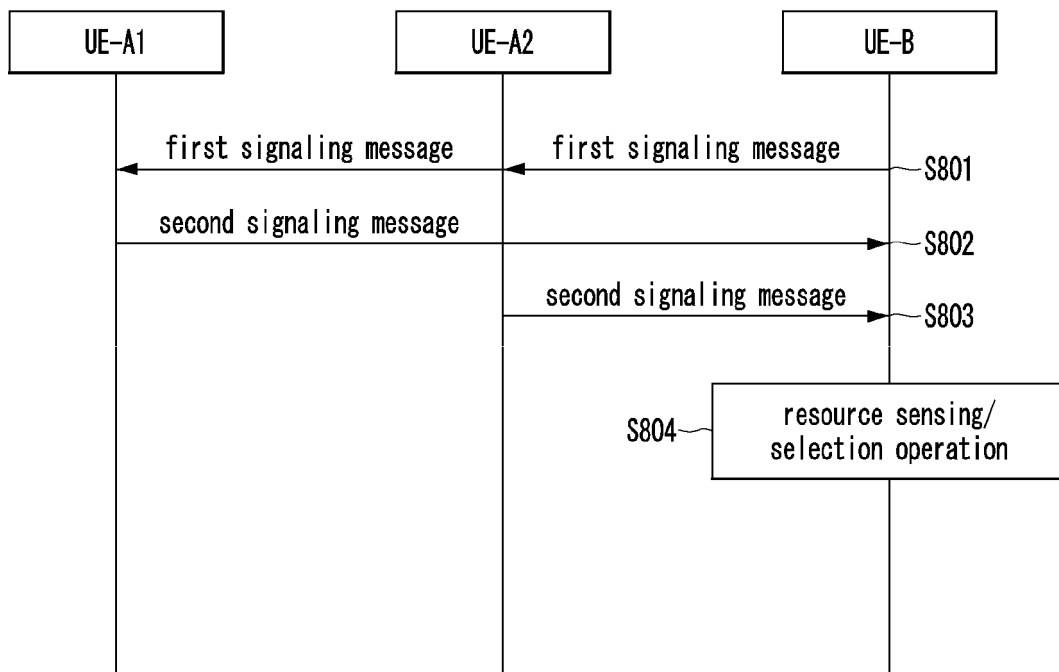 UE-A1
UE-A2
UE-B
first signaling message
first signaling message
S801
second signaling message
S802
second signaling message
S803
S804
resource sensing/
selection operation